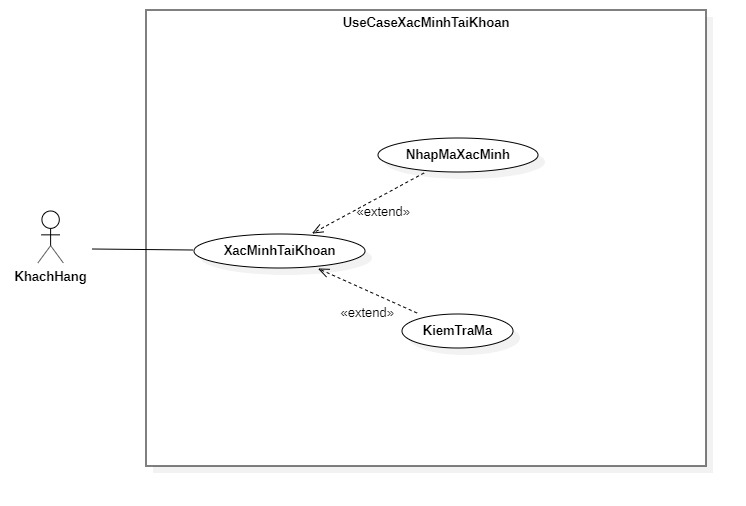 UseCaseXacMinhTaiKhoan
NhapMaXacMinh
«extend»
XacMinhTaiKhoan
KhachHang
«extend»
KiemTraMa